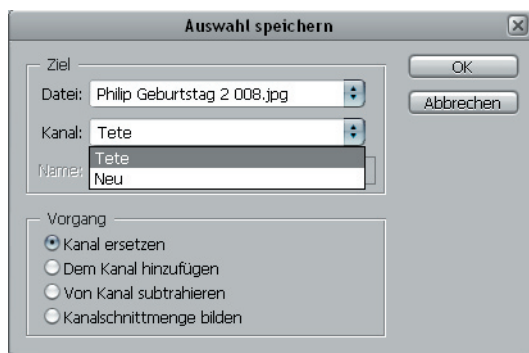 Auswahl speichern
Ziel
Datei: Philip Geburtstag 2 008.jpg
Kanal: Tete
Tete
Name:
Neu
Vorgang
Kanal ersetzen
Dem Kanal hinzufügen
Von Kanal subtrahieren
Kanalschnittmenge bilden
OK
Abbrechen